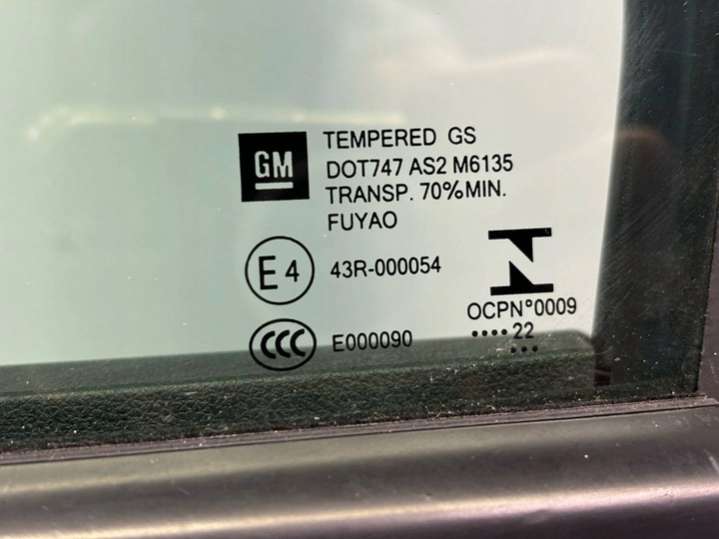 GM
TEMPERED GS
DOT747 AS2 M6135
TRANSP. 70%MIN.
FUYAO
E4
43R-000054
N
OCPN°0009
CCC
E000090
••••22
•••